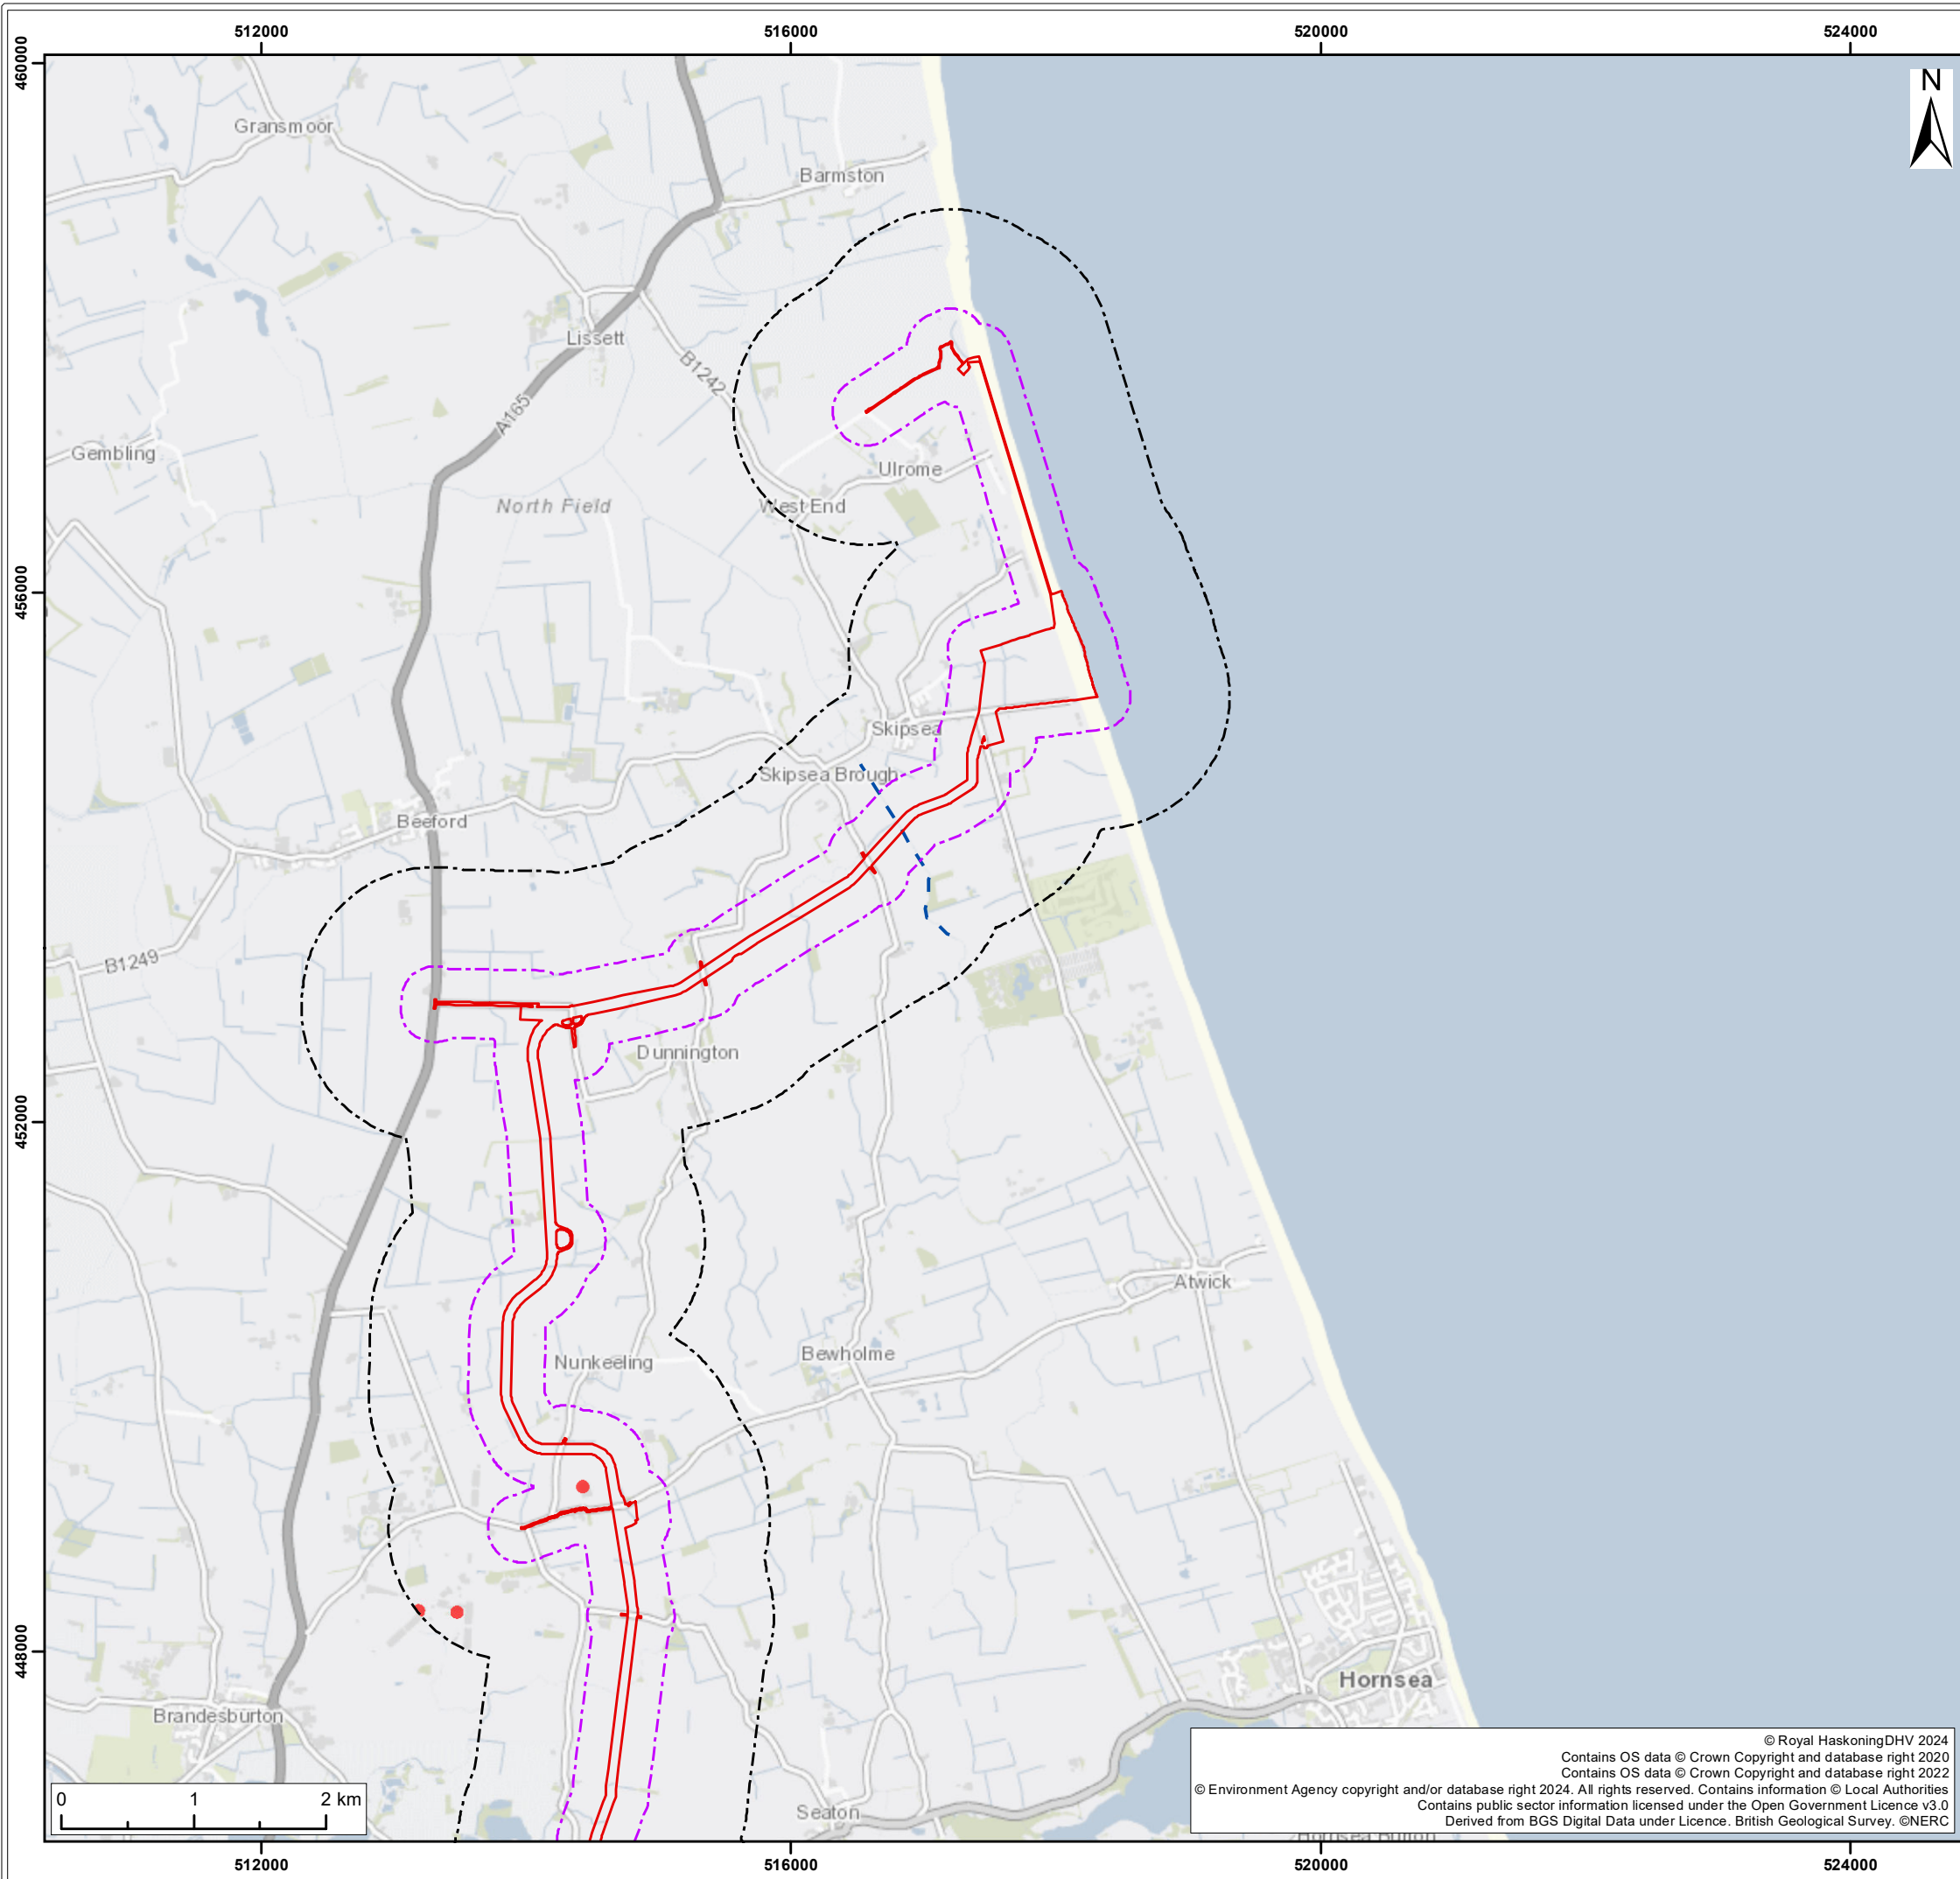 512000
516000
520000
524000
460000
N
Gransmoor
Barmston
Lissett
B1242
A165
Gembling
Ulrome
North Field
West End
456000
Skipsea
Skipsea Brough
Beeford
B1249
Dunnington
452000
Atwick
Bewholme
Nunkeeling
448000
Hornsea
Brandesburton
Seaton
0 1 2 km
© Royal HaskoningDHV 2024
Contains OS data © Crown Copyright and database right 2020
Contains OS data © Crown Copyright and database right 2022
© Environment Agency copyright and/or database right 2024. All rights reserved. Contains information © Local Authorities
Contains public sector information licensed under the Open Government Licence v3.0
Derived from BGS Digital Data under Licence. British Geological Survey. ©NERC
512000
516000
520000
524000